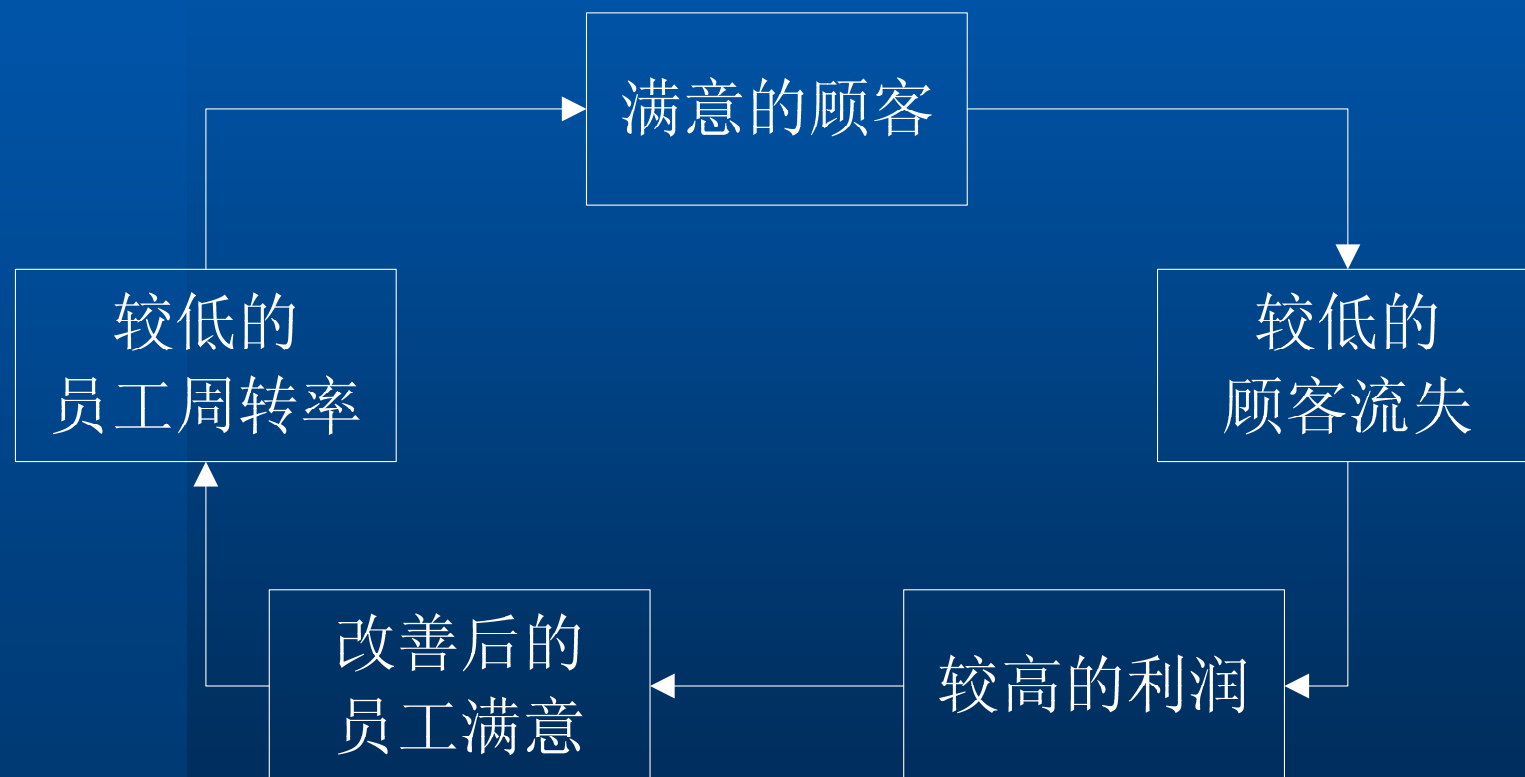 满意的顾客
较低的
员工周转率
较低的
顾客流失
改善后的
员工满意
较高的利润